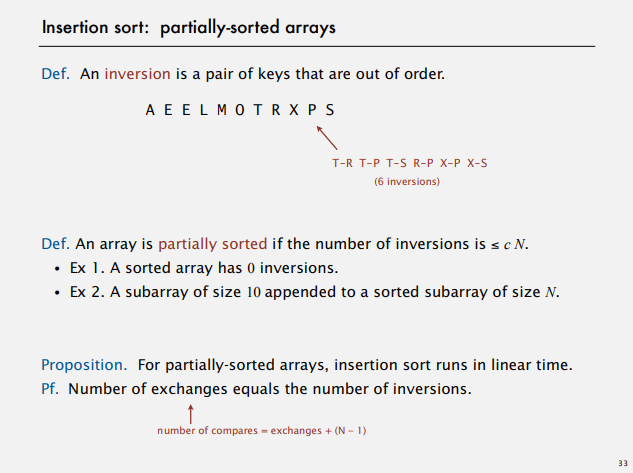 Insertion sort: partially-sorted arrays
Def. An inversion is a pair of keys that are out of order.
A E E L M O T R X P S
T-R T-P T-S R-P X-P X-S
(6 inversions)
Def. An array is partially sorted if the number of inversions is ≤ c N.
• Ex 1. A sorted array has 0 inversions.
• Ex 2. A subarray of size 10 appended to a sorted subarray of size N.
Proposition. For partially-sorted arrays, insertion sort runs in linear time.
Pf. Number of exchanges equals the number of inversions.
number of compares = exchanges + (N – 1)
33